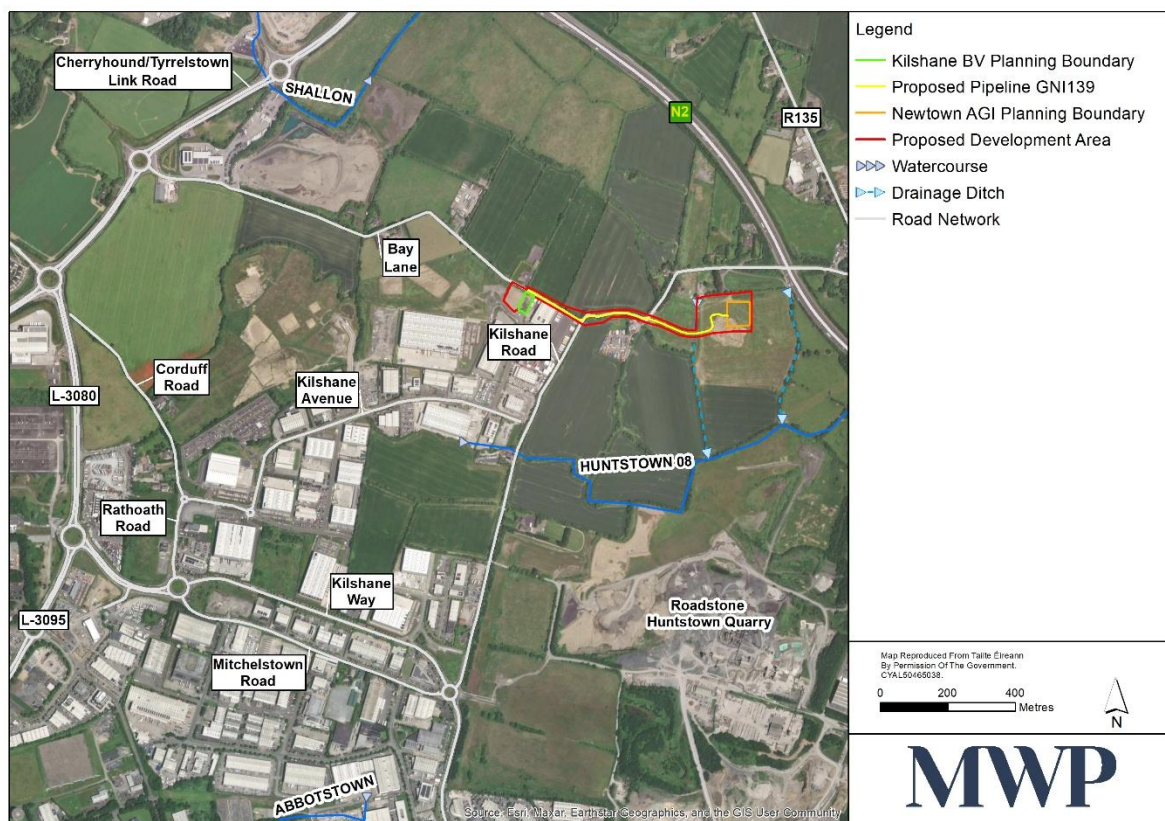 Cherryhound/Tyrrelstown
Link Road
SHALLON
N2
R135
Bay
Lane
Kilshane
Road
Corduff
Road
L-3080
Kilshane
Avenue
HUNTSTOWN 08
Rathoath
Road
Kilshane
Way
L-3095
Roadstone
Huntstown Quarry
Mitchelstown
Road
ABBOTSTOWN
Source: Esri, Maxar, Earthstar Geographics, and the GIS User Community
Legend
Kilshane BV Planning Boundary
Proposed Pipeline GNI139
Newtown AGI Planning Boundary
Proposed Development Area
Watercourse
Drainage Ditch
Road Network
Map Reproduced From Tailte Éireann
By Permission Of The Government.
CYAL50465038.
0 200 400
Metres
N
MWP